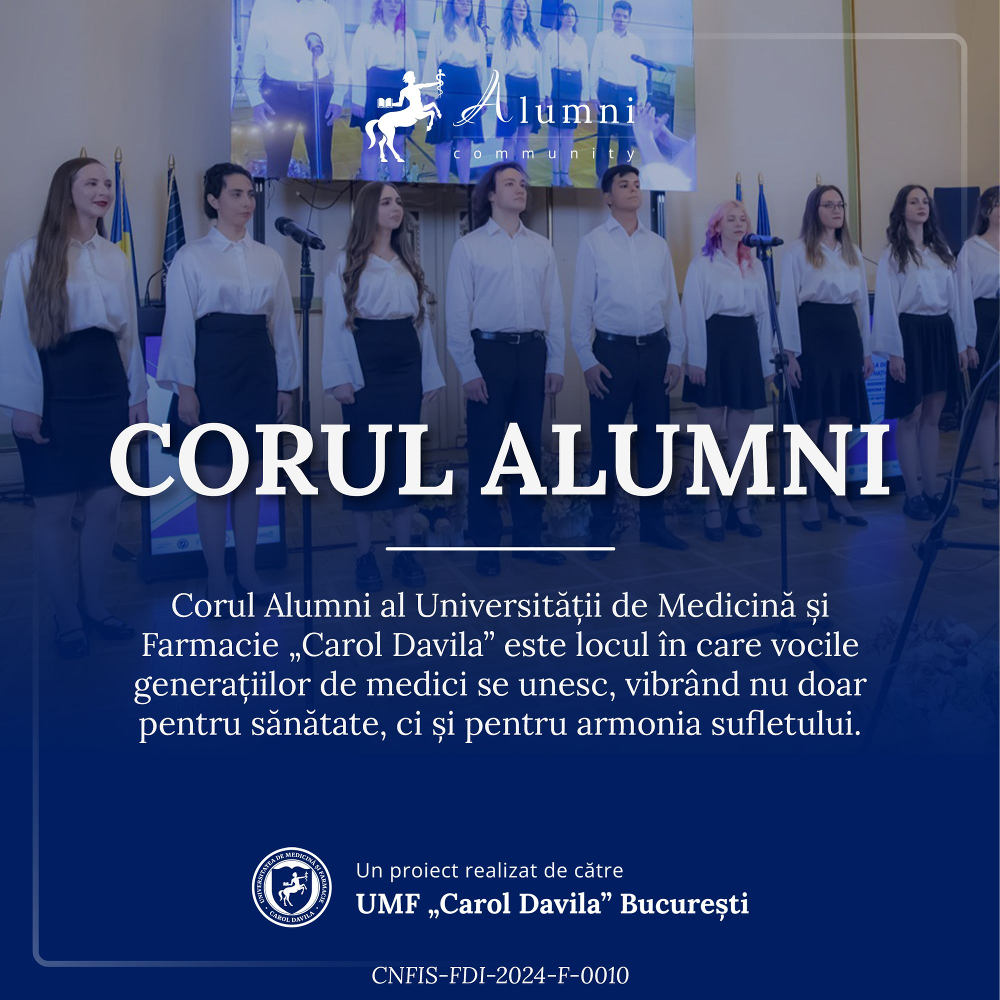 Alumni
community
CORUL ALUMNI
Corul Alumni al Universității de Medicină și
Farmacie „Carol Davila” este locul în care vocile
generațiilor de medici se unesc, vibrând nu doar
pentru sănătate, ci și pentru armonia sufletului.
UNIVERSITATEA DE MEDICINĂ ȘI FARMACIE
CAROL DAVILA
Un proiect realizat de către
UMF „Carol Davila” București
CNFIS-FDI-2024-F-0010